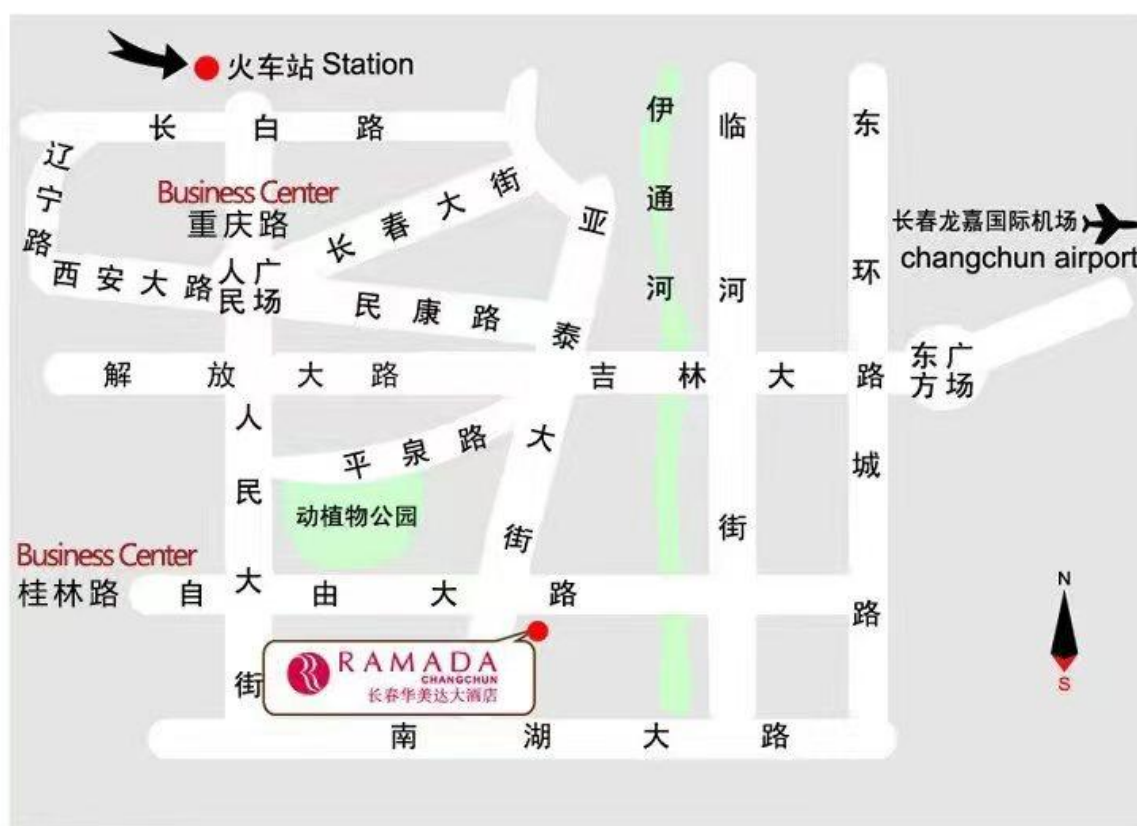 火车站 Station
长白路
辽宁路
Business Center
重庆路
长春大街
西安大路
人民广场
民康路
亚泰大街
伊通河
临河街
东环城路
长春龙嘉国际机场
changchun airport
解放大路
吉林大路
东方广场
人民大街
平泉路
动植物公园
Business Center
桂林路
自由大路
RAMADA
CHANGCHUN
长春华美达大酒店
南湖大路
N
S